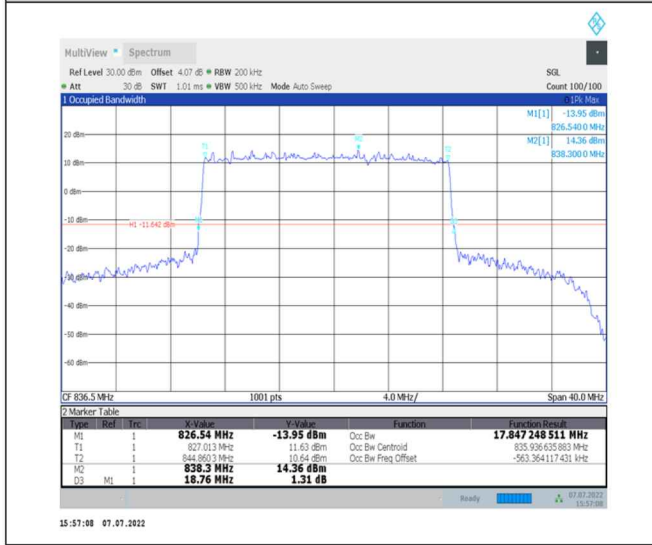 MultiView Spectrum
Ref Level 30.00 dBm Offset 4.07 dB RBW 200 kHz SGL
Att 30 dB SWT 1.01 ms VBW 500 kHz Mode Auto Sweep Count 100/100
1 Occupied Bandwidth 1Pk Max
M1[1] -13.95 dBm
826.540 0 MHz
M2[1] 14.36 dBm
838.300 0 MHz
20 dBm
10 dBm
0 dBm
-10 dBm
H1 -11.642 dBm
-20 dBm
-40 dBm
-50 dBm
-60 dBm
CF 836.5 MHz 1001 pts 4.0 MHz/ Span 40.0 MHz
2 Marker Table
Type Ref Trc X-Value Y-Value Function Function Result
M1 1 826.54 MHz -13.95 dBm Occ Bw 17.847 248 511 MHz
T1 1 827.013 MHz 11.63 dBm Occ Bw Centroid 835.936 635 883 MHz
T2 1 844.860 3 MHz 10.64 dBm Occ Bw Freq Offset -563.364 117 431 kHz
M2 1 838.3 MHz 14.36 dBm
D3 M1 1 18.76 MHz 1.31 dB
Ready 07.07.2022
15:57:08
15:57:08 07.07.2022